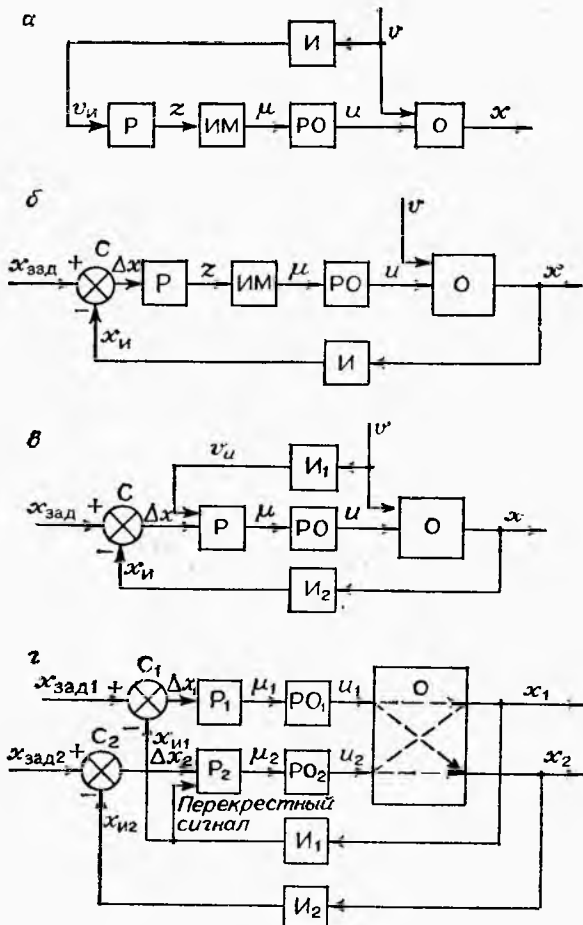 а
И
v
vи
Р
z
ИМ
μ
РО
u
О
x
б
v
xзад
+
С
Δx
Р
z
ИМ
μ
РО
u
О
x
−
xи
И
в
v
vи
И1
xзад
+
С
Δx
Р
μ
РО
u
О
x
−
xи
И2
г
С1
О
xзад1
+
Δx1
Р1
μ1
РО1
u1
x1
−
xи1
С2
xзад2
+
Δx2
Р2
μ2
РО2
u2
x2
−
Перекрестный
сигнал
xи2
И1
И2